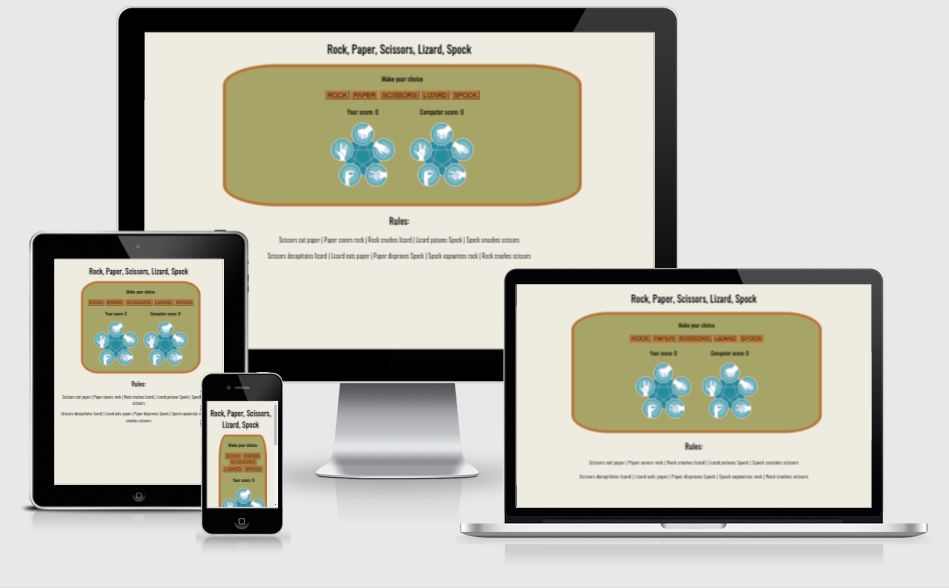 Rock, Paper, Scissors, Lizard, Spock
Make your choice
ROCK PAPER SCISSORS LIZARD SPOCK
Your score: 0 Computer score: 0
Rules:
Scissors cut paper | Paper covers rock | Rock crushes lizard | Lizard poisons Spock | Spock smashes scissors
Scissors decapitates lizard | Lizard eats paper | Paper disproves Spock | Spock vapourizes rock | Rock crushes scissors
Rock, Paper, Scissors, Lizard, Spock
Make your choice
ROCK PAPER SCISSORS LIZARD SPOCK
Your score: 0 Computer score: 0
Rules:
Scissors cut paper | Paper covers rock | Rock crushes lizard | Lizard poisons Spock | Spock
scissors
Scissors decapitates lizard | Lizard eats paper | Paper disproves Spock | Spock vapourizes
crushes scissors
Rock, Paper, Scissors,
Lizard, Spock
Make your choice
ROCK PAPER
SCISSORS
LIZARD SPOCK
Your score: 0
Rock, Paper, Scissors, Lizard, Spock
Make your choice
ROCK PAPER SCISSORS LIZARD SPOCK
Your score: 0 Computer score: 0
Rules:
Scissors cut paper | Paper covers rock | Rock crushes lizard | Lizard poisons Spock | Spock smashes scissors
Scissors decapitates lizard | Lizard eats paper | Paper disproves Spock | Spock vapourizes rock | Rock crushes scissors